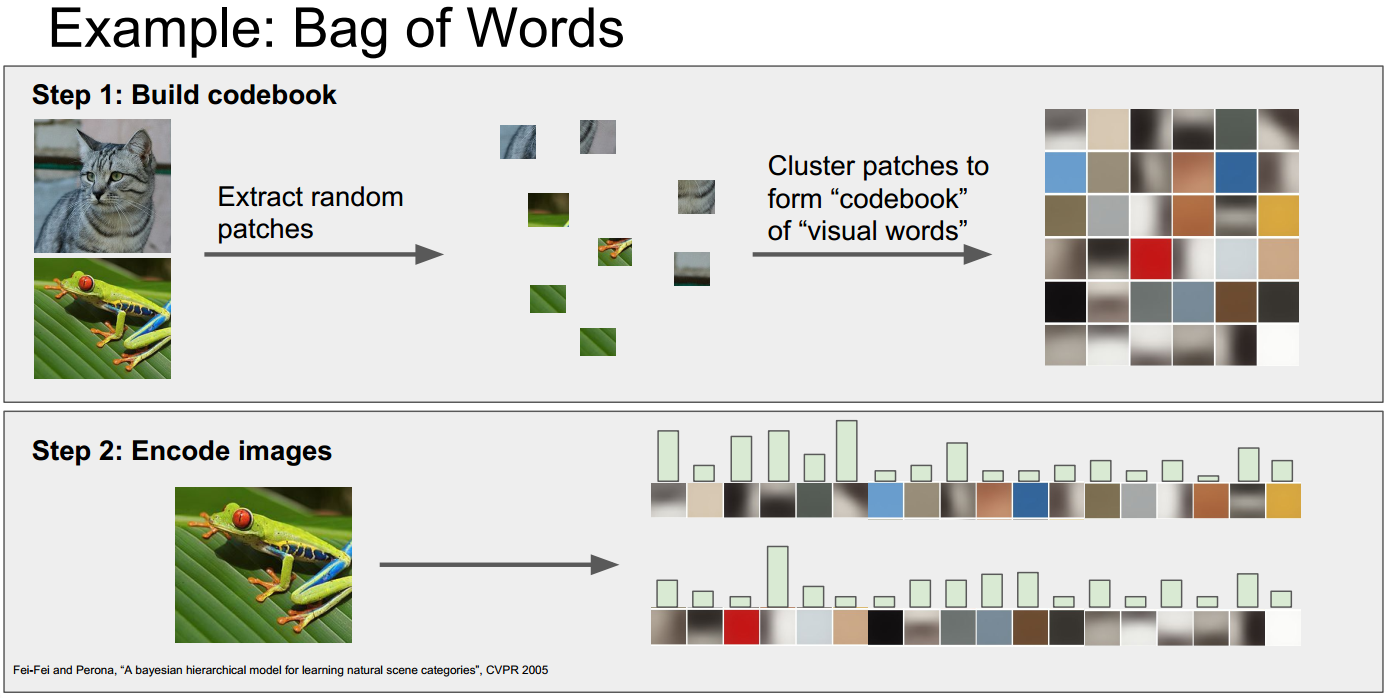 Example: Bag of Words
Step 1: Build codebook
Extract random
patches
Cluster patches to
form “codebook”
of “visual words”
Step 2: Encode images
Fei-Fei and Perona, “A bayesian hierarchical model for learning natural scene categories”, CVPR 2005